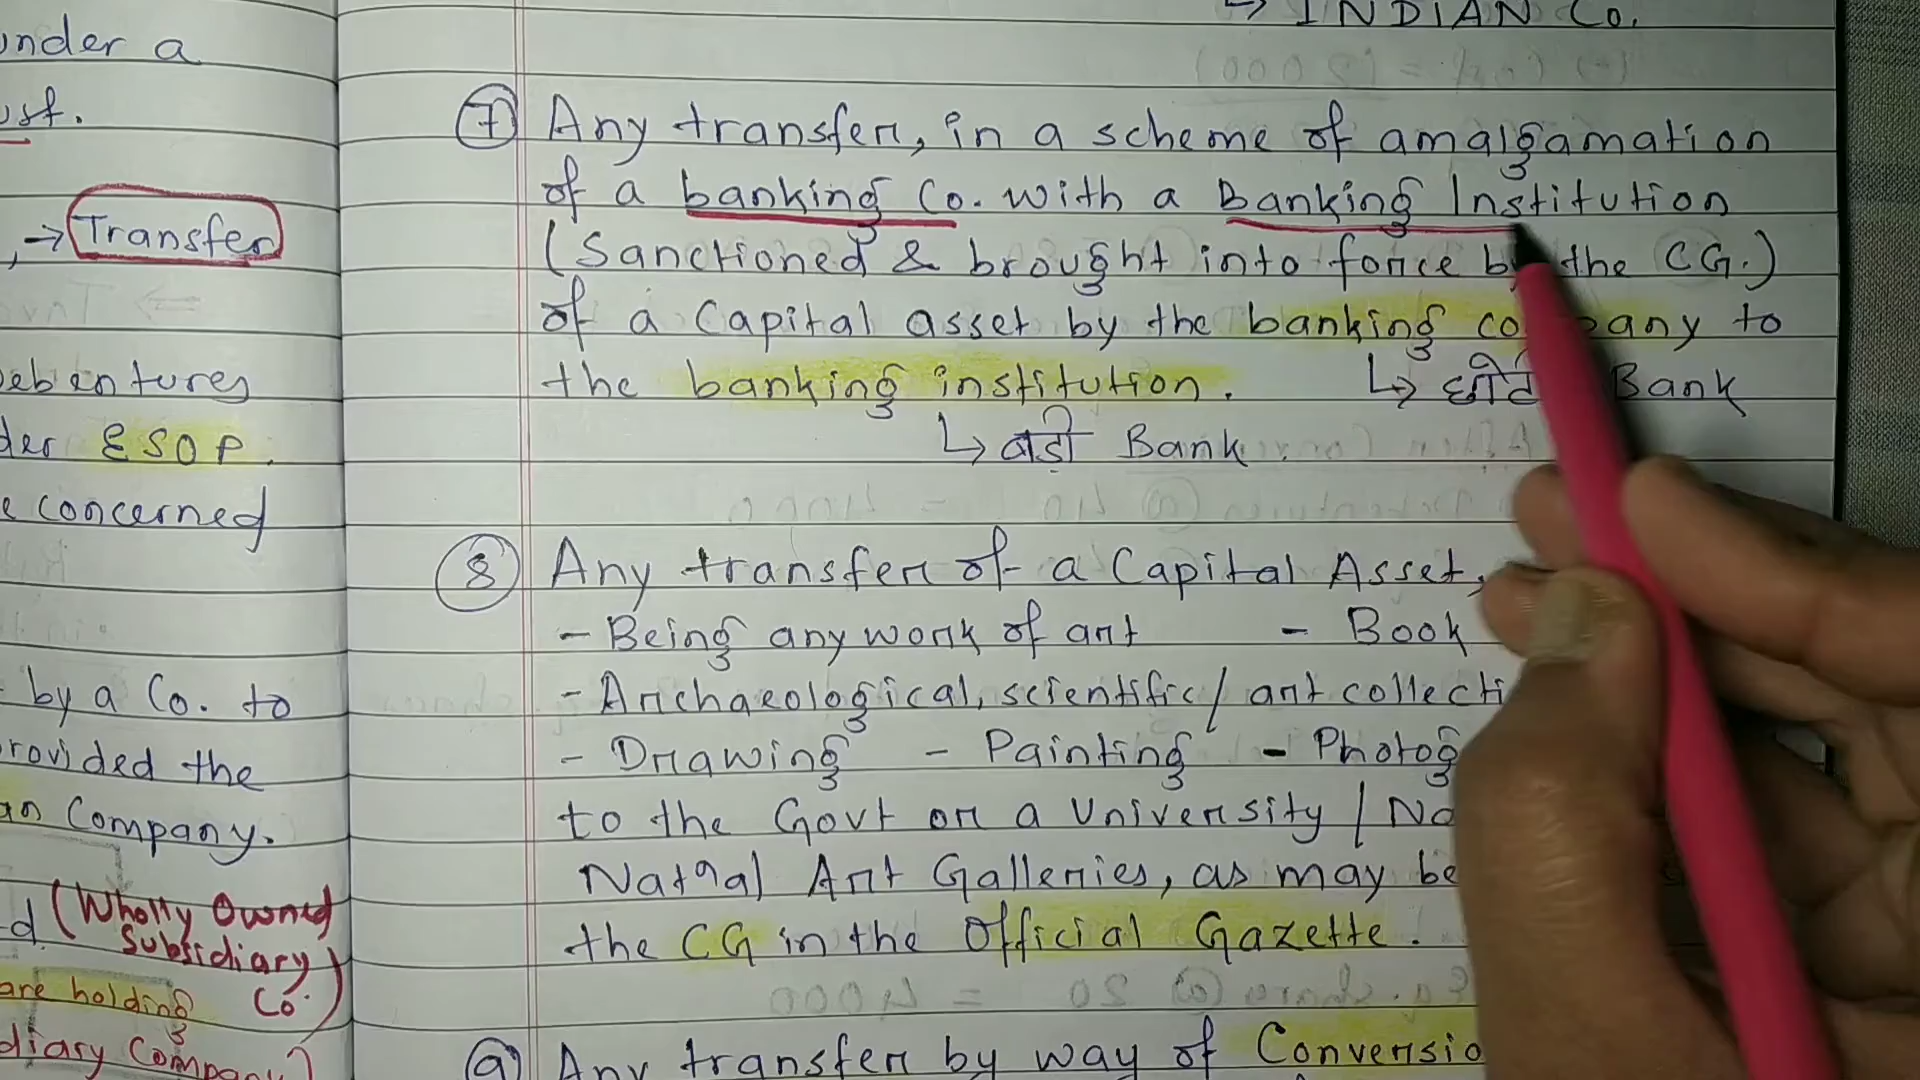 under a
ust.
→ Transfer
Debentures
der ESOP.
e concerned
by a Co. to
rovided the
an Company.
d. (Wholly Owned
Subsidiary
Co.)
are holding
diary Company)
↳ INDIAN Co.
⑦ Any transfer, in a scheme of amalgamation
of a banking Co. with a Banking Institution
(Sanctioned & brought into force by the CG.)
of a Capital asset by the banking company to
the banking institution. ↳ छोटी Bank
↳ बडी Bank
⑧ Any transfer of a Capital Asset,
- Being any work of art - Book
- Archaeological, scientific/ art collecti
- Drawing - Painting - Photog
to the Govt or a University / Na
Natnal Art Galleries, as may be
the CG in the Official Gazette.
⑨ Any transfer by way of Conversio